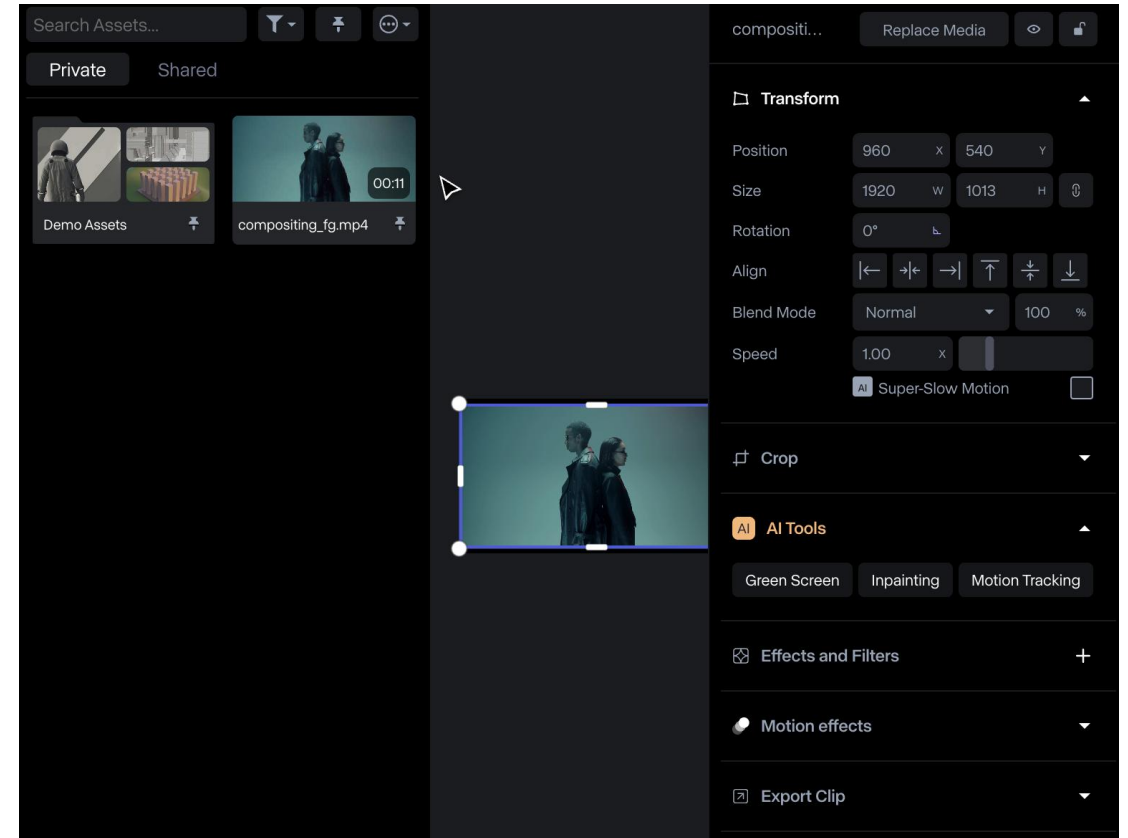 Search Assets...
Private Shared
00:11
Demo Assets
compositing_fg.mp4
compositi... Replace Media
Transform
Position 960 X 540 Y
Size 1920 W 1013 H
Rotation 0°
Align
Blend Mode Normal 100 %
Speed 1.00 X
AI Super-Slow Motion
Crop
AI AI Tools
Green Screen Inpainting Motion Tracking
Effects and Filters
Motion effects
Export Clip